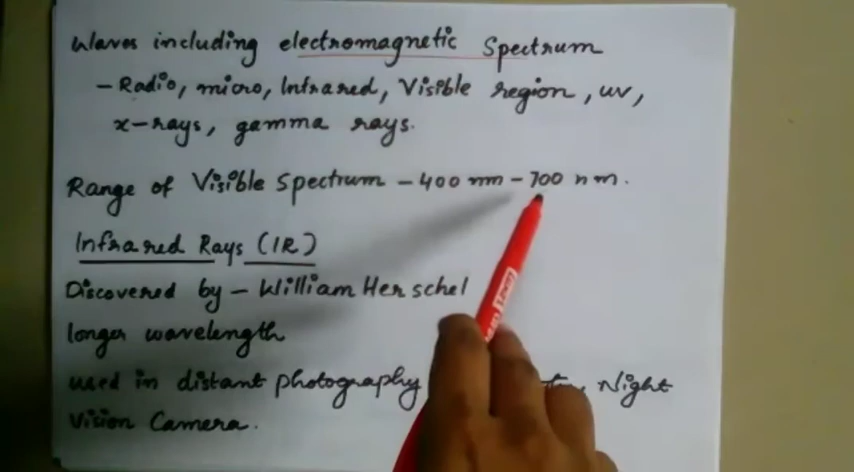 Waves including electromagnetic Spectrum
- Radio, micro, Infrared, Visible region, uv,
x-rays, gamma rays.
Range of Visible Spectrum - 400 nm - 700 nm.
Infrared Rays (IR)
Discovered by - William Herschel
longer wavelength
used in distant photography Night
Vision Camera.